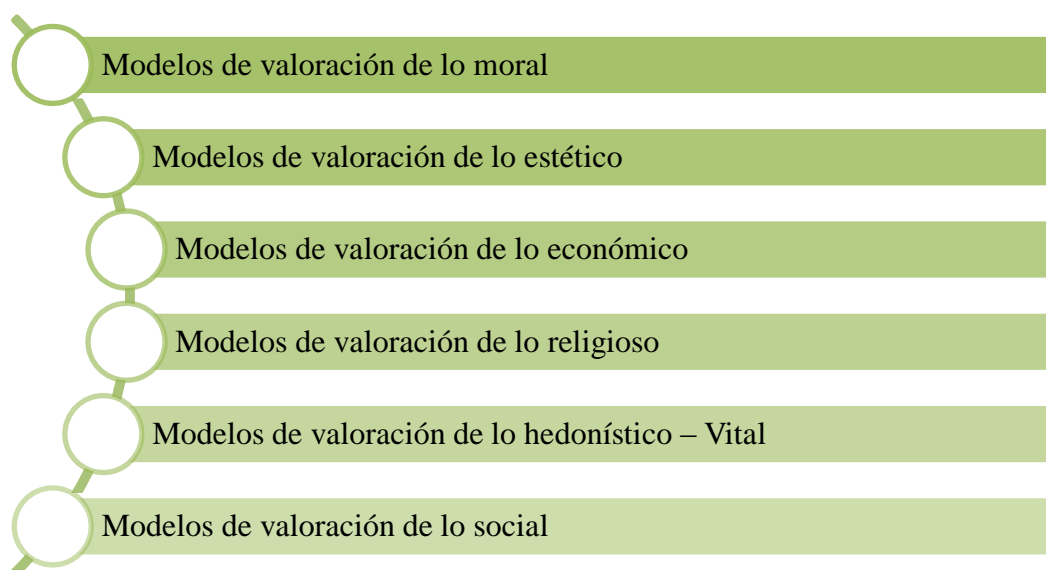 Modelos de valoración de lo moral
Modelos de valoración de lo estético
Modelos de valoración de lo económico
Modelos de valoración de lo religioso
Modelos de valoración de lo hedonístico – Vital
Modelos de valoración de lo social